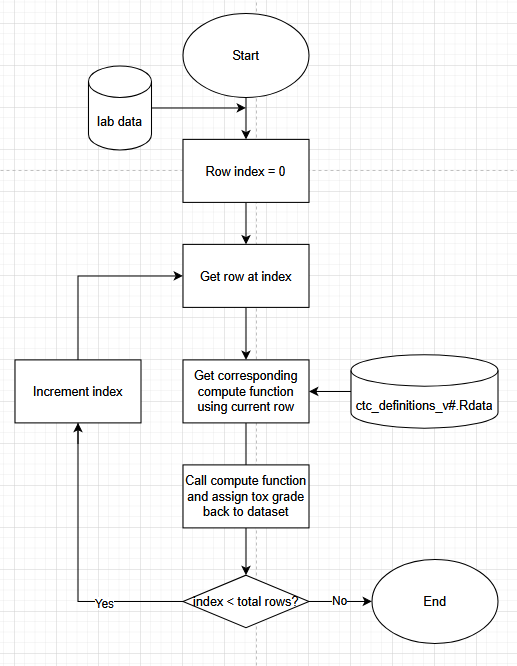 Start
lab data
Row index = 0
Get row at index
Get corresponding
compute function
using current row
Increment index
ctc_definitions_v#.Rdata
Call compute function
and assign tox grade
back to dataset
index < total rows?
Yes
No
End